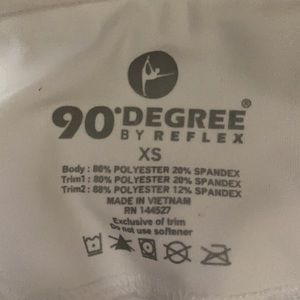 90°DEGREE®
BY REFLEX
XS
Body : 80% POLYESTER 20% SPANDEX
Trim1 : 80% POLYESTER 20% SPANDEX
Trim2 : 88% POLYESTER 12% SPANDEX
MADE IN VIETNAM
RN 144527
Exclusive of trim
Do not use softener